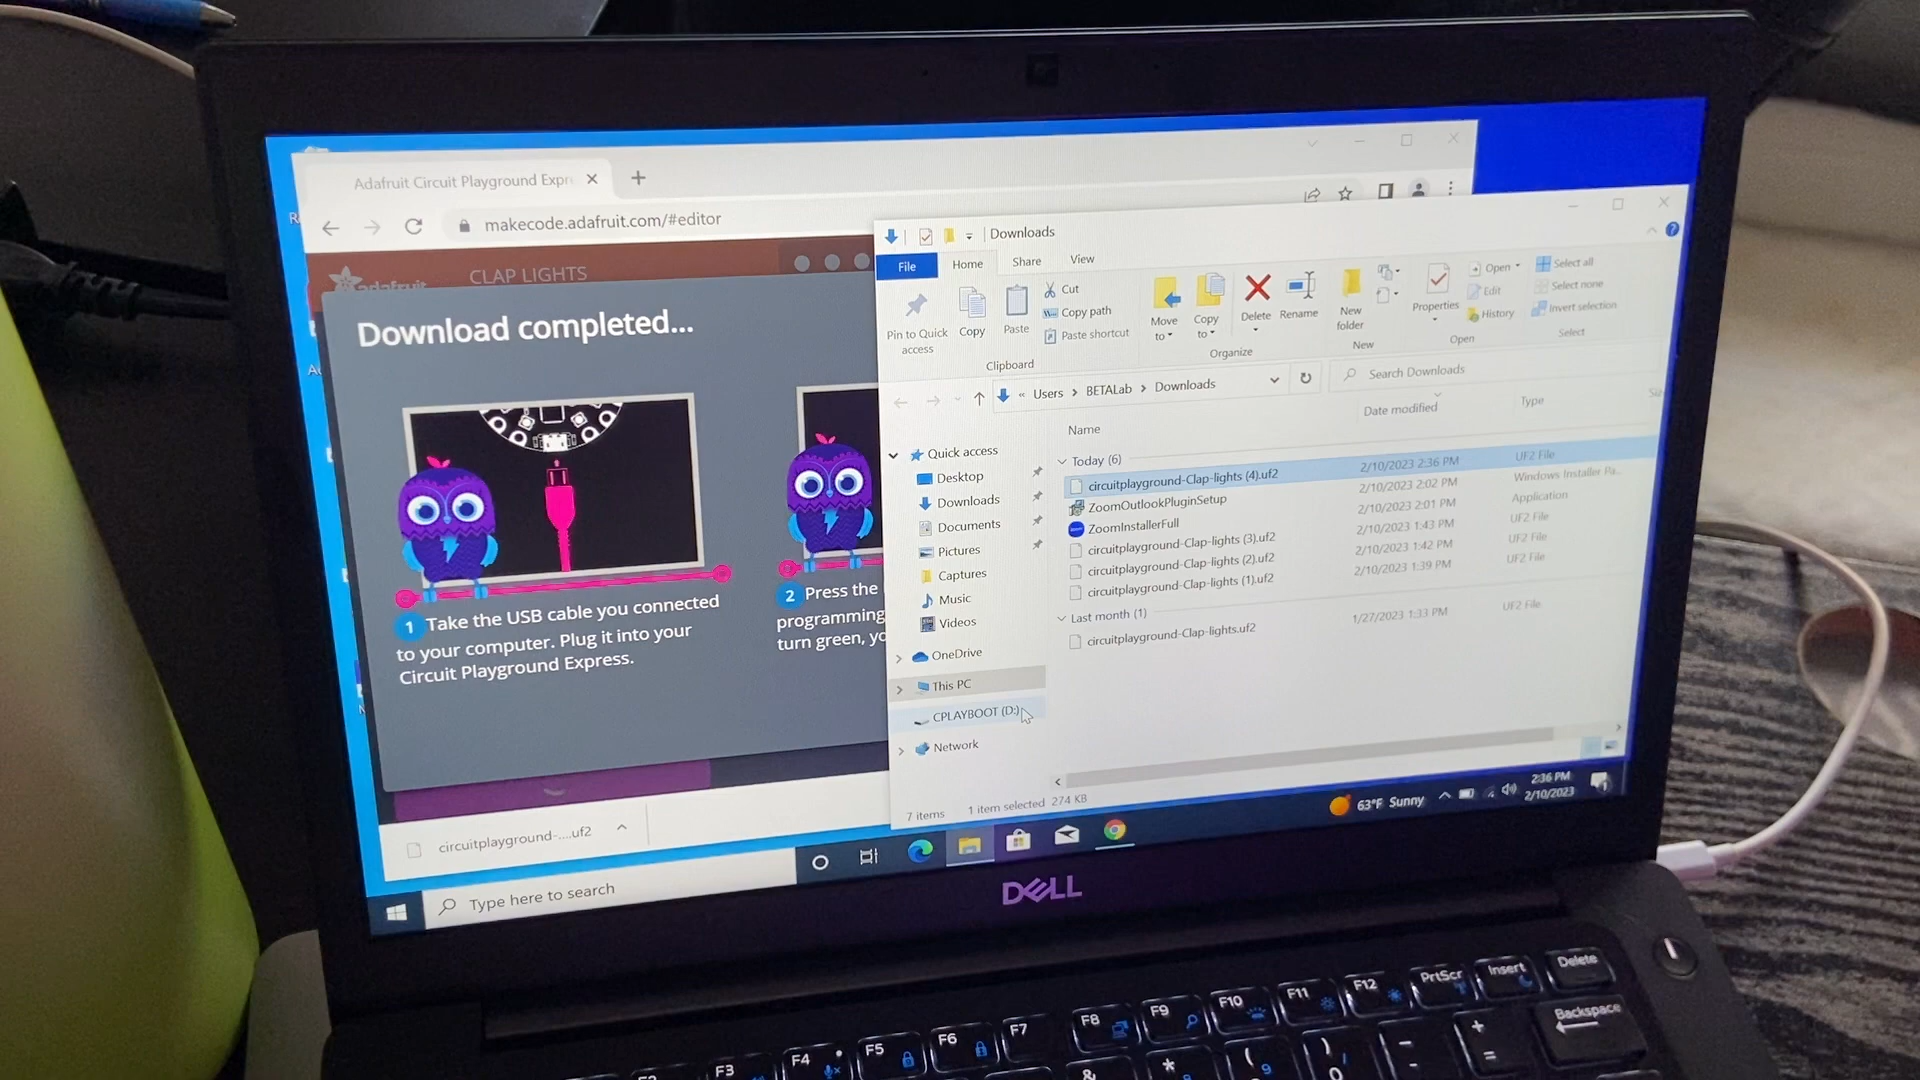 Adafruit Circuit Playground Expr
makecode.adafruit.com/#editor
adafruit
CLAP LIGHTS
Download completed...
1 Take the USB cable you connected
to your computer. Plug it into your
Circuit Playground Express.
2 Press the
programming
turn green, yo
circuitplayground-....uf2
Downloads
File
Home
Share
View
Pin to Quick
access
Copy
Paste
Cut
Copy path
Paste shortcut
Clipboard
Move
to
Copy
to
Delete
Rename
Organize
New
folder
New
Properties
Open
Edit
History
Open
Select all
Select none
Invert selection
Select
« Users > BETALab > Downloads
Search Downloads
Name
Date modified
Type
Quick access
Desktop
Downloads
Documents
Pictures
Captures
Music
Videos
OneDrive
This PC
CPLAYBOOT (D:)
Network
Today (6)
circuitplayground-Clap-lights (4).uf2 2/10/2023 2:36 PM UF2 File
ZoomOutlookPluginSetup 2/10/2023 2:02 PM Windows Installer Pa...
ZoomInstallerFull 2/10/2023 2:01 PM Application
circuitplayground-Clap-lights (3).uf2 2/10/2023 1:43 PM UF2 File
circuitplayground-Clap-lights (2).uf2 2/10/2023 1:42 PM UF2 File
circuitplayground-Clap-lights (1).uf2 2/10/2023 1:39 PM UF2 File
Last month (1)
circuitplayground-Clap-lights.uf2 1/27/2023 1:33 PM UF2 File
7 items 1 item selected 274 KB
Type here to search
63°F Sunny
2:36 PM
2/10/2023
DELL
F3
F4
F5
F6
F7
F8
F9
F10
F11
F12
PrtScr
Insert
Delete
Backspace
&
*
(
9
)
0
-
+
=